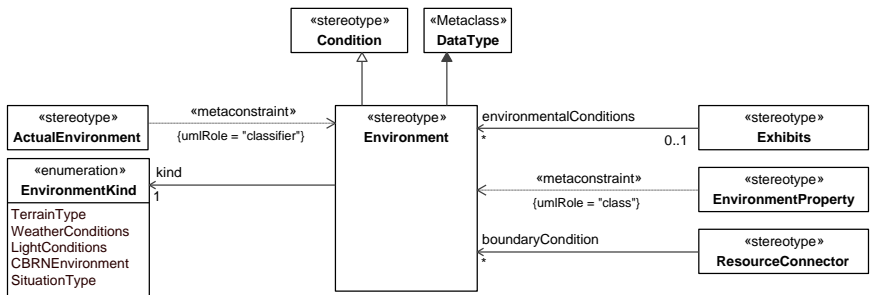 «stereotype»
Condition
«Metaclass»
DataType
«stereotype»
ActualEnvironment
«metaconstraint»
{umlRole = "classifier"}
«stereotype»
Environment
environmentalConditions
*
0..1
«stereotype»
Exhibits
«enumeration»
EnvironmentKind
TerrainType
WeatherConditions
LightConditions
CBRNEnvironment
SituationType
kind
1
«metaconstraint»
{umlRole = "class"}
«stereotype»
EnvironmentProperty
boundaryCondition
*
«stereotype»
ResourceConnector